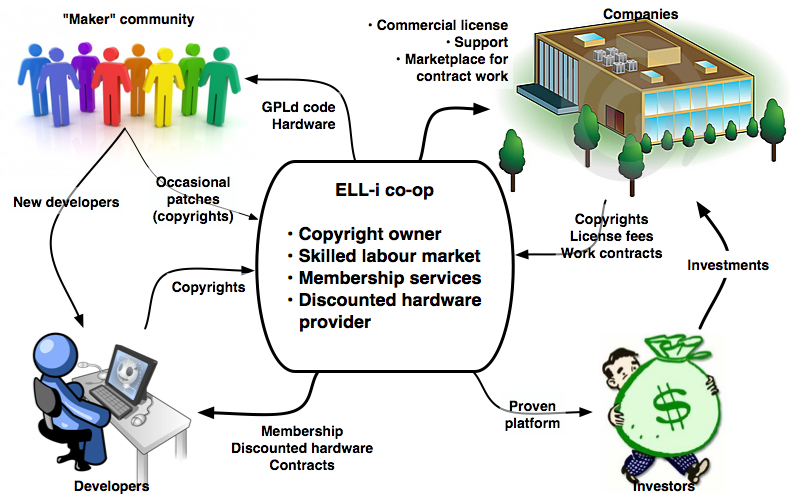 "Maker" community
Companies
· Commercial license
· Support
· Marketplace for
contract work
GPLd code
Hardware
New developers
Occasional
patches
(copyrights)
ELL-i co-op
· Copyright owner
· Skilled labour market
· Membership services
· Discounted hardware
provider
Copyrights
License fees
Work contracts
Investments
Copyrights
$
Proven
platform
Membership
Discounted hardware
Contracts
Developers
Investors